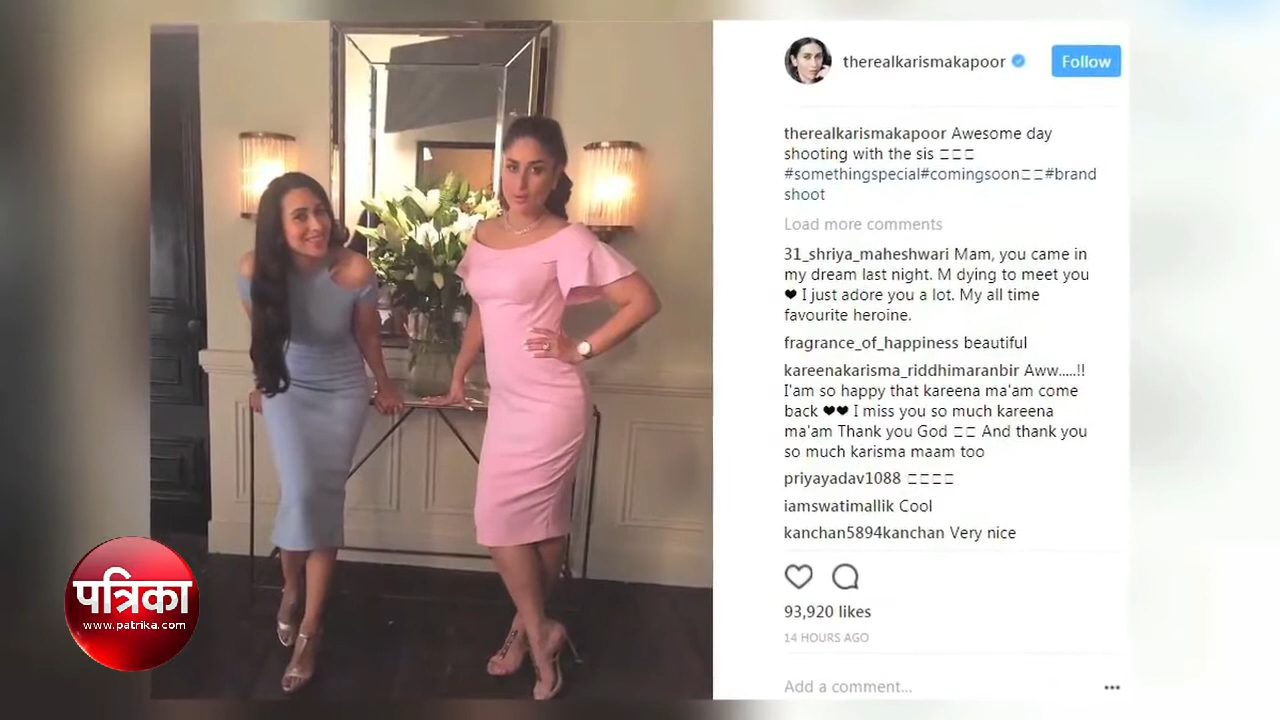 therealkarismakapoor
Follow
therealkarismakapoor Awesome day
shooting with the sis □□□
#somethingspecial#comingsoon□□#brand
shoot
Load more comments
31_shriya_maheshwari Mam, you came in
my dream last night. M dying to meet you
❤ I just adore you a lot. My all time
favourite heroine.
fragrance_of_happiness beautiful
kareenakarisma_riddhimaranbir Aww.....!!
I'am so happy that kareena ma'am come
back ❤❤ I miss you so much kareena
ma'am Thank you God □□ And thank you
so much karisma maam too
priyayadav1088 □□□□
iamswatimallik Cool
kanchan5894kanchan Very nice
93,920 likes
14 HOURS AGO
Add a comment...
पत्रिका
www.patrika.com